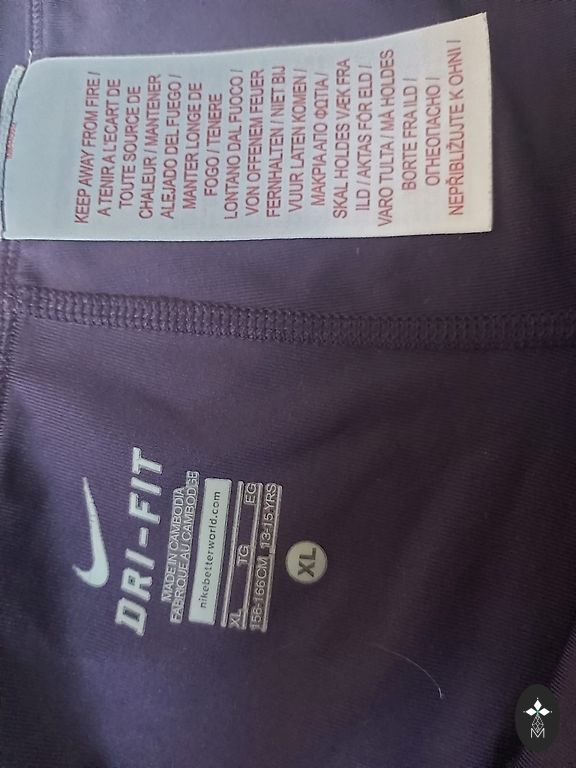 KEEP AWAY FROM FIRE /
A TENIR A L'ECART DE
TOUTE SOURCE DE
CHALEUR / MANTENER
ALEJADO DEL FUEGO /
MANTER LONGE DE
FOGO / TENERE
LONTANO DAL FUOCO /
VON OFFENEM FEUER
FERNHALTEN / NIET BIJ
VUUR LATEN KOMEN /
ΜΑΚΡΙΑ ΑΠΟ ΦΩΤΙΑ /
SKAL HOLDES VÆK FRA
ILD / AKTAS FÖR ELD /
VARO TULTA / MÅ HOLDES
BORTE FRA ILD /
ОГНЕОПАСНО /
NEPŘIBLIŽUJTE K OHNI /
DRI-FIT
MADE IN CAMBODIA
FABRIQUE AU CAMBODGE
nikebetterworld.com
XL TG EG
156-166 CM, 13-15 YRS
XL
M